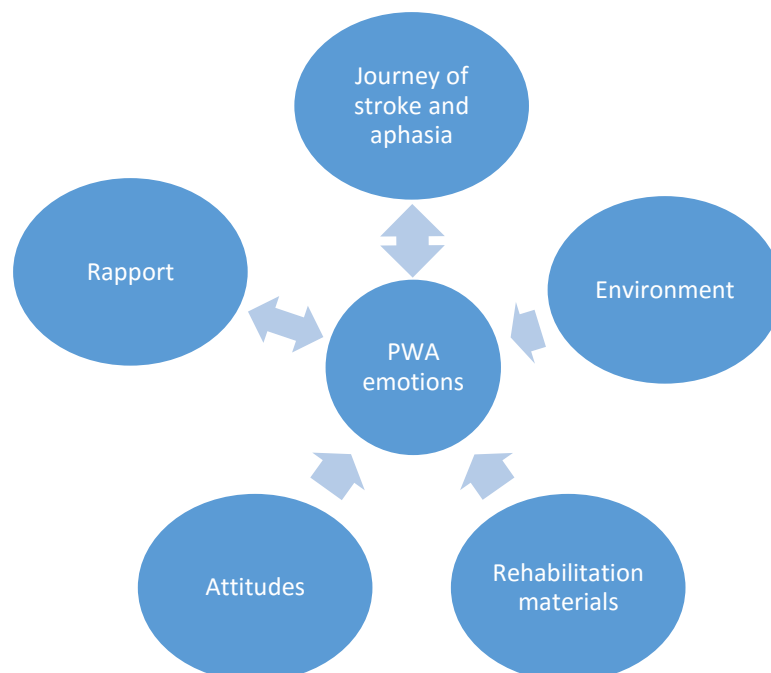 Journey of
stroke and
aphasia
Rapport
Environment
PWA
emotions
Attitudes
Rehabilitation
materials